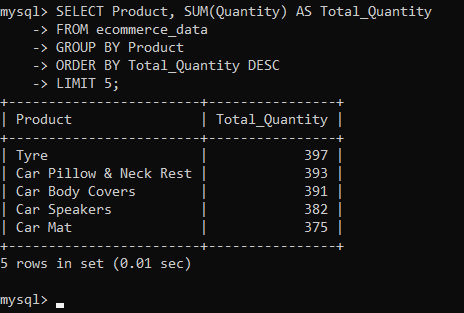 mysql> SELECT Product, SUM(Quantity) AS Total_Quantity
    -> FROM ecommerce_data
    -> GROUP BY Product
    -> ORDER BY Total_Quantity DESC
    -> LIMIT 5;
+------------------------+----------------+
| Product                | Total_Quantity |
+------------------------+----------------+
| Tyre                   |            397 |
| Car Pillow & Neck Rest |            393 |
| Car Body Covers        |            391 |
| Car Speakers           |            382 |
| Car Mat                |            375 |
+------------------------+----------------+
5 rows in set (0.01 sec)
mysql> _